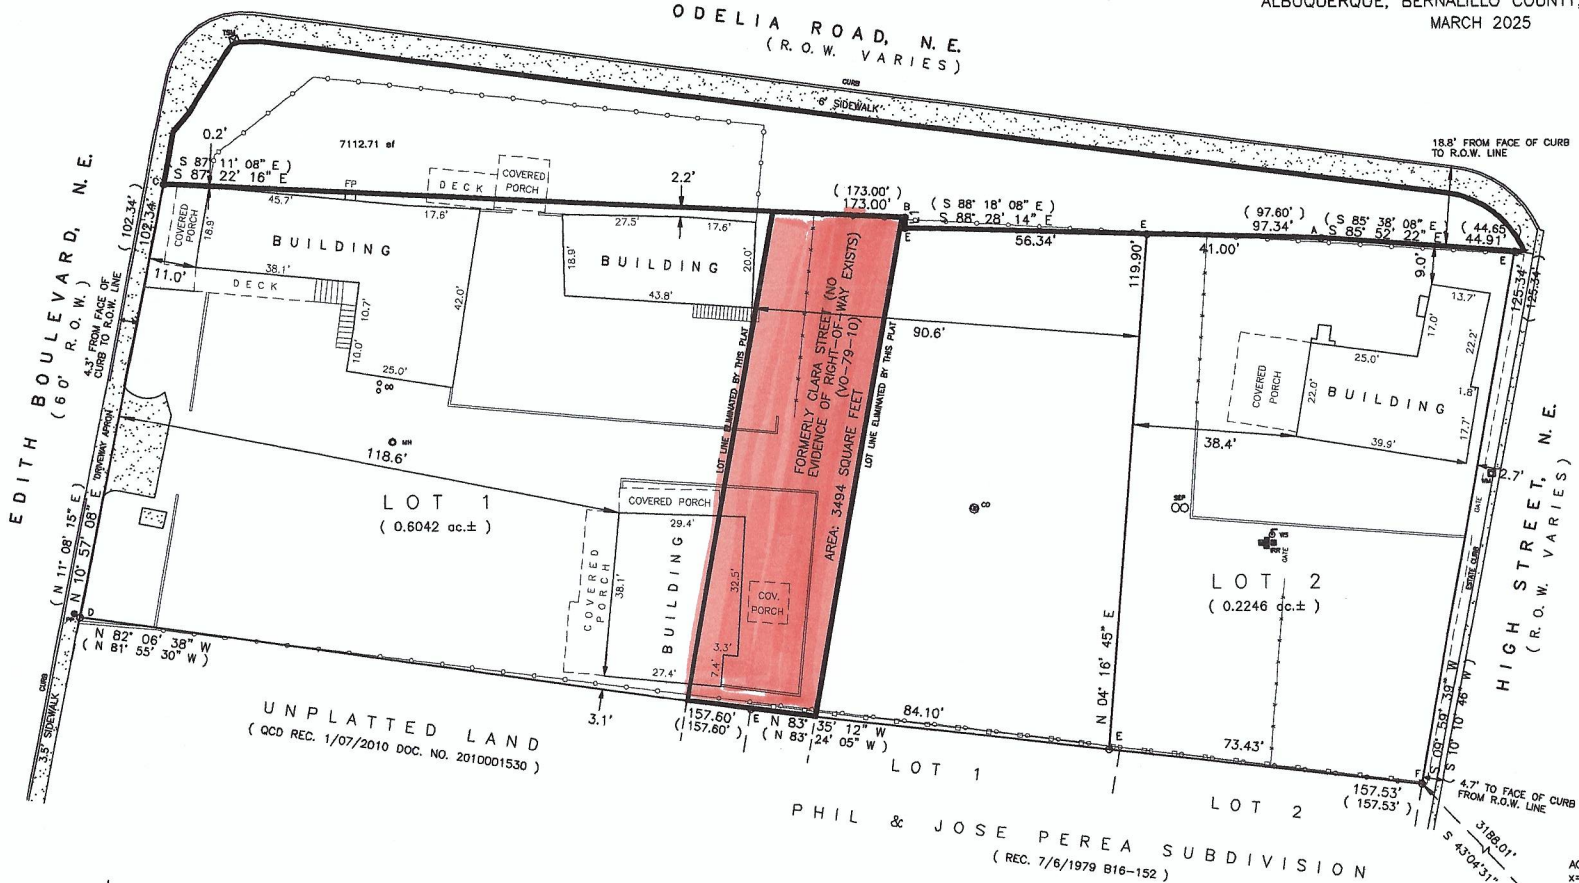 ALBUQUERQUE, BERNALILLO COUNTY,
MARCH 2025
ODELIA ROAD, N. E.
( R. O. W. VARIES )
CURB
6' SIDEWALK
18.8' FROM FACE OF CURB
TO R.O.W. LINE
7112.71 sf
0.2'
( S 87° 11' 08" E )
S 87° 22' 16" E
C
FP
DECK
COVERED
PORCH
2.2'
( 173.00' )
173.00'
B
( S 88° 18' 08" E )
S 88° 28' 14" E
E
56.34'
( 97.60' )
97.34'
A
( S 85° 38' 08" E )
S 85° 52' 22" E
( 44.65' )
44.91'
E
41.00'
( 102.34' )
102.34'
COVERED
PORCH
18.9'
45.7'
17.6'
BUILDING
38.1'
DECK
11.0'
10.7'
10.0'
25.0'
42.0'
27.5'
17.6'
18.9'
BUILDING
20.0'
43.8'
90.6'
119.90'
9.0'
13.7'
17.0'
22.2'
25.0'
COVERED
PORCH
22.0'
BUILDING
1.8'
17.7'
39.9'
38.4'
125.34'
( 125.34' )
2.7'
EDITH BOULEVARD, N. E.
( 60' R. O. W. )
4.3' FROM FACE OF
CURB TO R.O.W. LINE
DRIVEWAY APRON
MH
118.6'
LOT 1
( 0.6042 ac.± )
LOT LINE ELIMINATED BY THIS PLAT
FORMERLY CLARA STREET (NO
EVIDENCE OF RIGHT-OF-WAY EXISTS)
(VO-79-10)
AREA: 3494 SQUARE FEET
LOT LINE ELIMINATED BY THIS PLAT
COVERED PORCH
29.4'
COVERED
PORCH
38.1'
BUILDING
32.5'
COV.
PORCH
3.3'
7.4'
27.4'
3.1'
CO
SEP
GATE
GATE
LOT 2
( 0.2246 ac.± )
HIGH STREET, N. E.
( R. O. W. VARIES )
( N 11° 08' 15" E )
N 10° 57' 08" E
D
N 82° 06' 38" W
( N 81° 55' 30" W )
CURB
3.5' SIDEWALK
UNPLATTED LAND
( QCD REC. 1/07/2010 DOC. NO. 2010001530 )
157.60'
( 157.60' )
E
N 83° 35' 12" W
( N 83° 24' 05" W )
84.10'
N 04° 16' 45" E
E
73.43'
S 09° 59' 39" W
( S 10° 10' 46" W )
F
157.53'
( 157.53' )
4.7' TO FACE OF CURB
FROM R.O.W. LINE
LOT 1
LOT 2
PHIL & JOSE PEREA SUBDIVISION
( REC. 7/6/1979 B16-152 )
3188.01'
S 43°04'31"